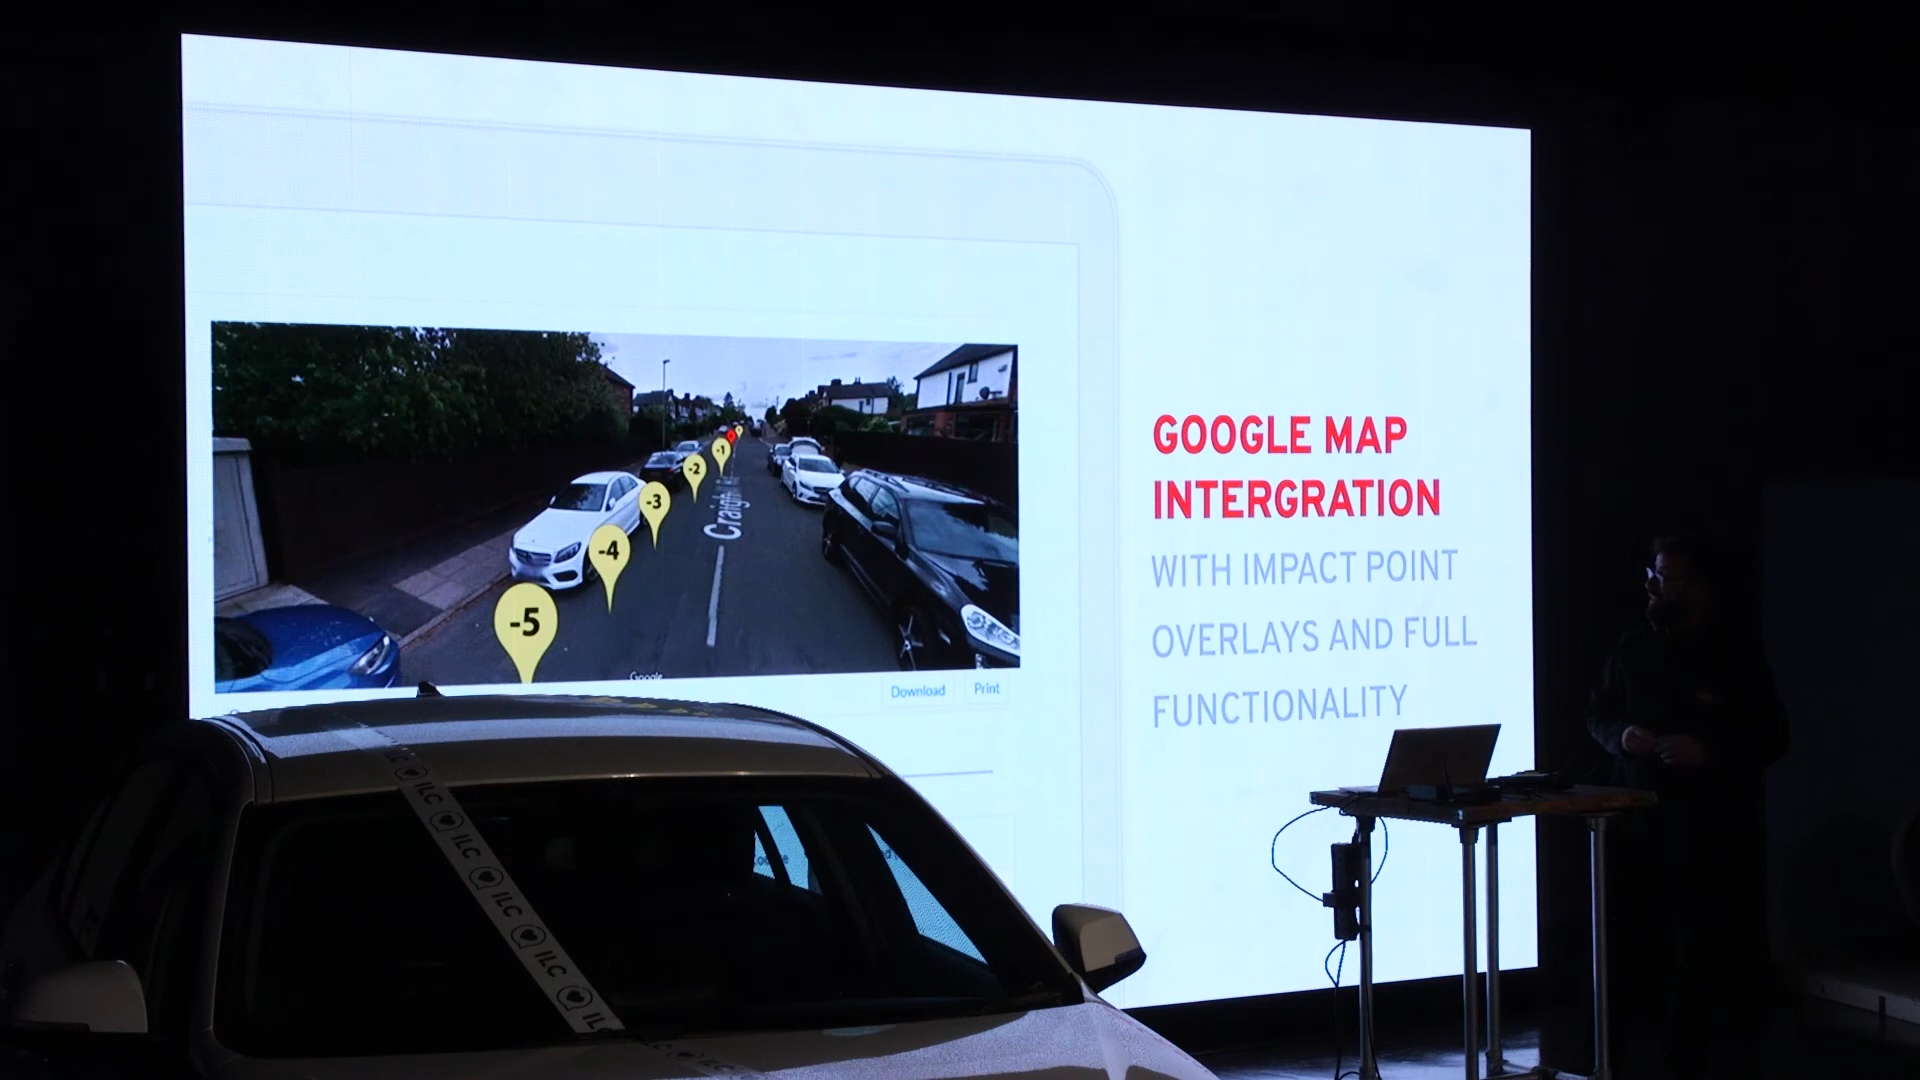 GOOGLE MAP
INTERGRATION
WITH IMPACT POINT
OVERLAYS AND FULL
FUNCTIONALITY
-1
-2
-3
-4
-5
Google
Download
Print
ILC
ILC
ILC
ILC